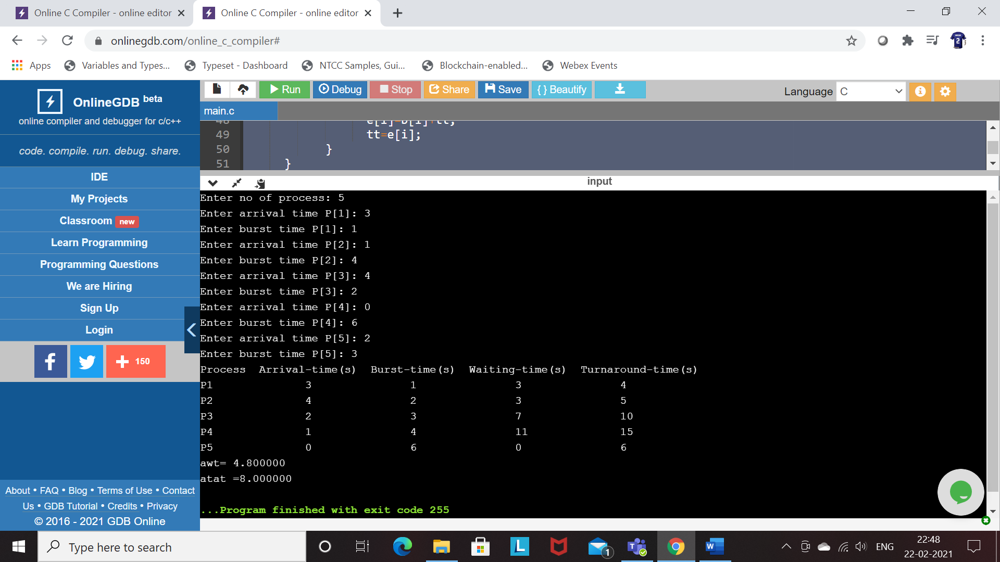 Online C Compiler - online editor
Online C Compiler - online editor
onlinegdb.com/online_c_compiler#
Apps
Variables and Types...
Typeset - Dashboard
NTCC Samples, Gui...
Blockchain-enabled...
Webex Events
OnlineGDB beta
online compiler and debugger for c/c++
code. compile. run. debug. share.
IDE
My Projects
Classroom new
Learn Programming
Programming Questions
We are Hiring
Sign Up
Login
f
+ 150
About • FAQ • Blog • Terms of Use • Contact
Us • GDB Tutorial • Credits • Privacy
© 2016 - 2021 GDB Online
Run
Debug
Stop
Share
Save
{ } Beautify
Language C
main.c
48 e[i]=b[i]+tt;
49 tt=e[i];
50 }
51 }
input
Enter no of process: 5
Enter arrival time P[1]: 3
Enter burst time P[1]: 1
Enter arrival time P[2]: 1
Enter burst time P[2]: 4
Enter arrival time P[3]: 4
Enter burst time P[3]: 2
Enter arrival time P[4]: 0
Enter burst time P[4]: 6
Enter arrival time P[5]: 2
Enter burst time P[5]: 3
Process Arrival-time(s) Burst-time(s) Waiting-time(s) Turnaround-time(s)
P1 3 1 3 4
P2 4 2 3 5
P3 2 3 7 10
P4 1 4 11 15
P5 0 6 0 6
awt= 4.800000
atat =8.000000
...Program finished with exit code 255
Type here to search
L
1
T
W
ENG
22:48
22-02-2021